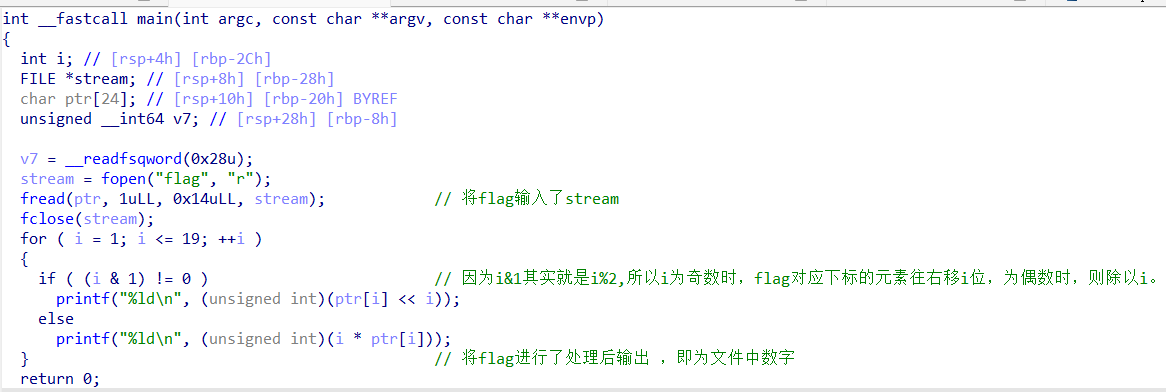 int __fastcall main(int argc, const char **argv, const char **envp)
{
int i; // [rsp+4h] [rbp-2Ch]
FILE *stream; // [rsp+8h] [rbp-28h]
char ptr[24]; // [rsp+10h] [rbp-20h] BYREF
unsigned __int64 v7; // [rsp+28h] [rbp-8h]
v7 = __readfsqword(0x28u);
stream = fopen("flag", "r");
fread(ptr, 1uLL, 0x14uLL, stream); // 将flag输入了stream
fclose(stream);
for ( i = 1; i <= 19; ++i )
{
if ( (i & 1) != 0 ) // 因为i&1其实就是i%2,所以i为奇数时，flag对应下标的元素往右移i位，为偶数时，则除以i。
printf("%ld\n", (unsigned int)(ptr[i] << i));
else
printf("%ld\n", (unsigned int)(i * ptr[i]));
} // 将flag进行了处理后输出 ，即为文件中数字
return 0;